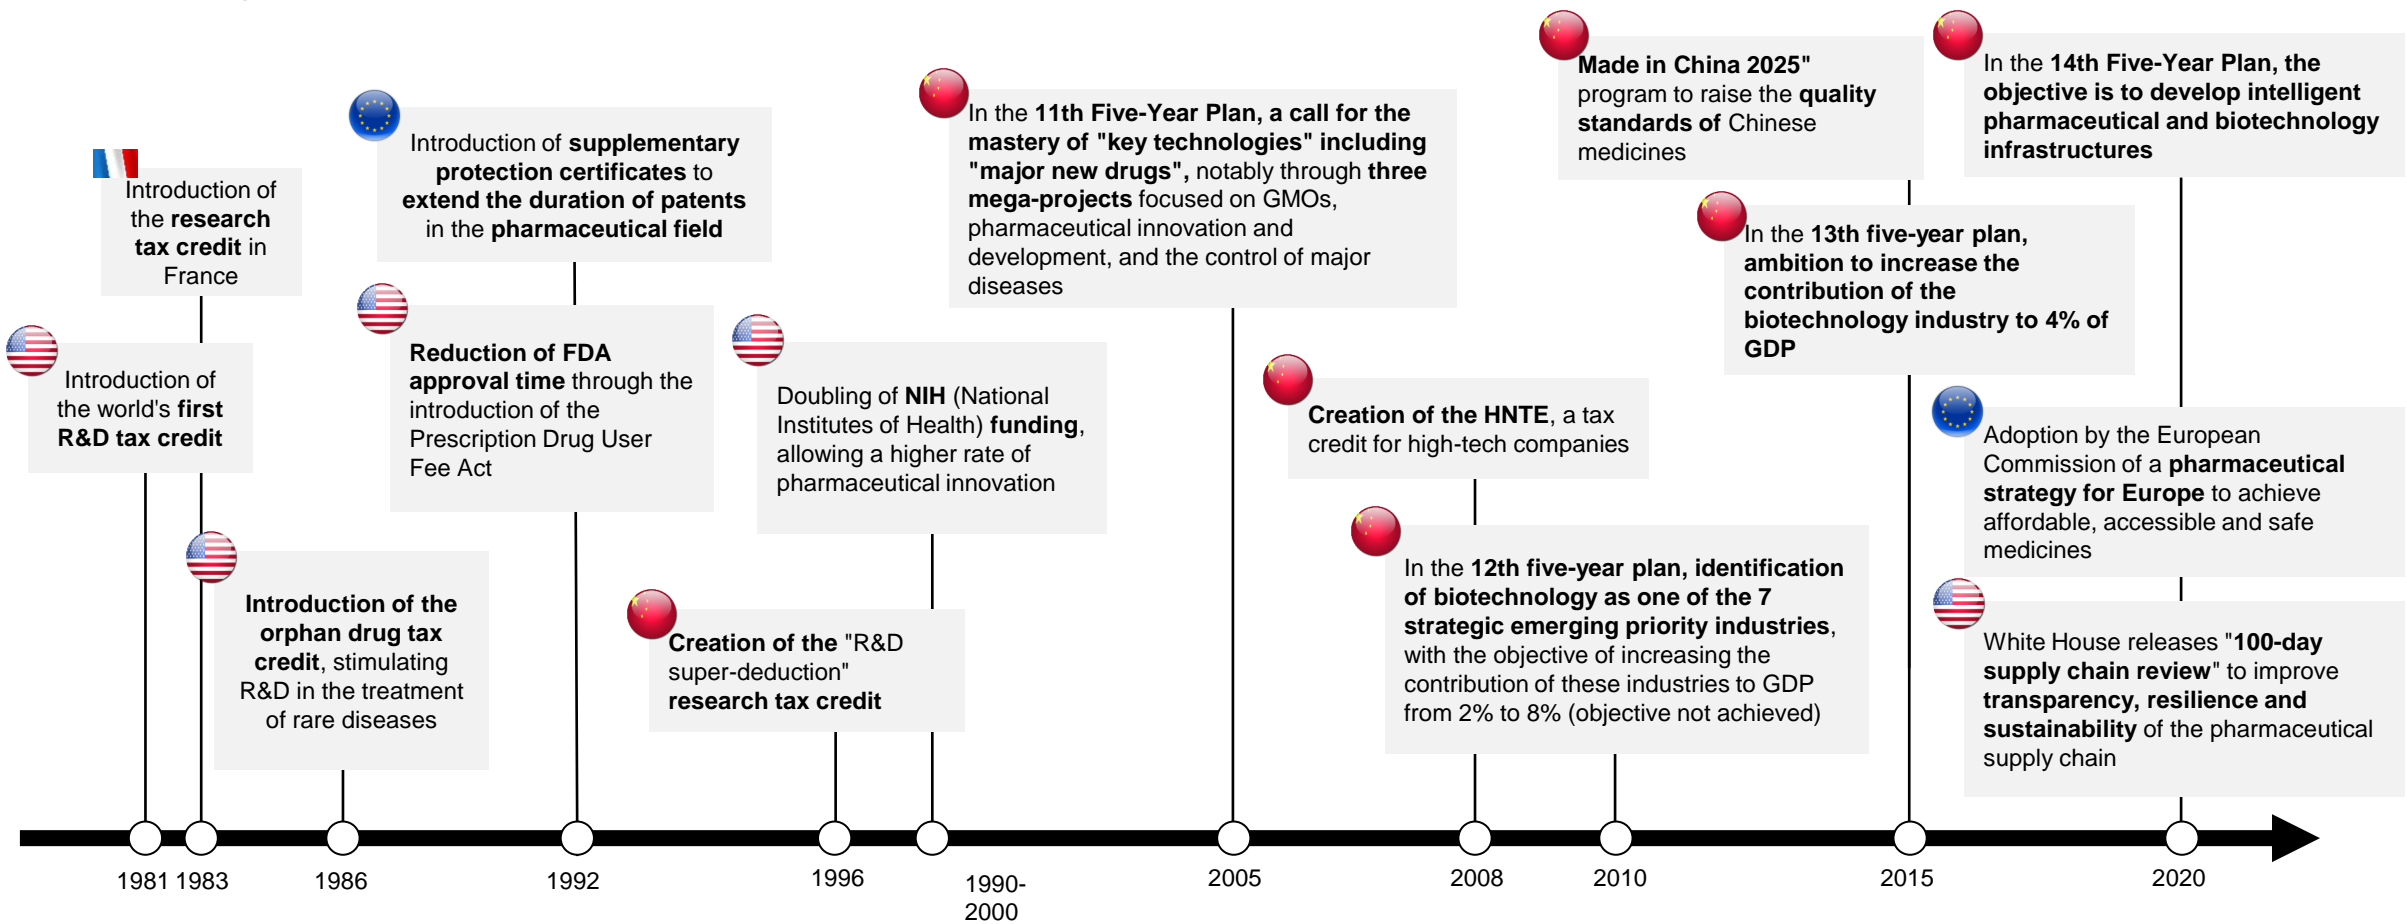 Introduction of
the research
tax credit in
France
Introduction of
the world's first
R&D tax credit
Introduction of the
orphan drug tax
credit, stimulating
R&D in the treatment
of rare diseases
Introduction of supplementary
protection certificates to
extend the duration of patents
in the pharmaceutical field
Reduction of FDA
approval time through the
introduction of the
Prescription Drug User
Fee Act
Creation of the "R&D
super-deduction"
research tax credit
Doubling of NIH (National
Institutes of Health) funding,
allowing a higher rate of
pharmaceutical innovation
In the 11th Five-Year Plan, a call for the
mastery of "key technologies" including
"major new drugs", notably through three
mega-projects focused on GMOs,
pharmaceutical innovation and
development, and the control of major
diseases
Creation of the HNTE, a tax
credit for high-tech companies
In the 12th five-year plan, identification
of biotechnology as one of the 7
strategic emerging priority industries,
with the objective of increasing the
contribution of these industries to GDP
from 2% to 8% (objective not achieved)
Made in China 2025"
program to raise the quality
standards of Chinese
medicines
In the 13th five-year plan,
ambition to increase the
contribution of the
biotechnology industry to 4% of
GDP
In the 14th Five-Year Plan, the
objective is to develop intelligent
pharmaceutical and biotechnology
infrastructures
Adoption by the European
Commission of a pharmaceutical
strategy for Europe to achieve
affordable, accessible and safe
medicines
White House releases "100-day
supply chain review" to improve
transparency, resilience and
sustainability of the pharmaceutical
supply chain
1981
1983
1986
1992
1996
1990-
2000
2005
2008
2010
2015
2020